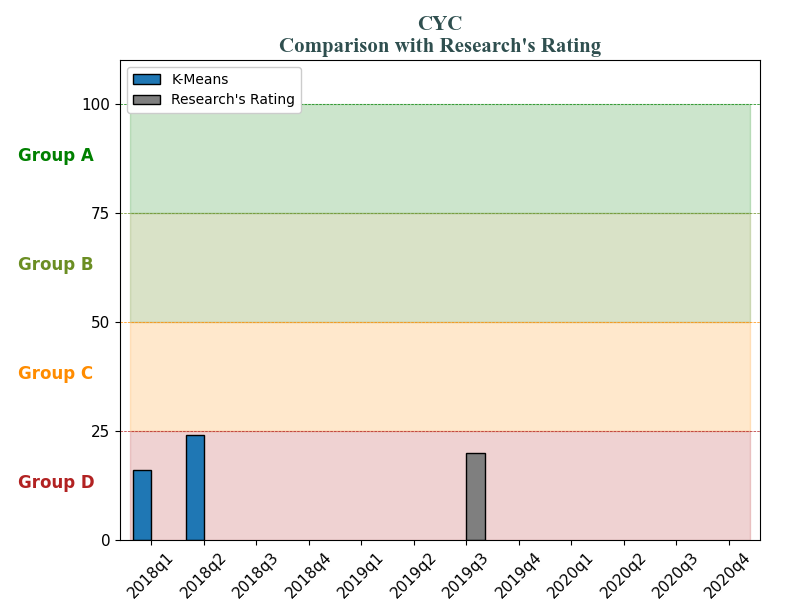 CYC
Comparison with Research's Rating
K-Means
Research's Rating
100
Group A
75
Group B
50
Group C
25
Group D
0
2018q1
2018q2
2018q3
2018q4
2019q1
2019q2
2019q3
2019q4
2020q1
2020q2
2020q3
2020q4